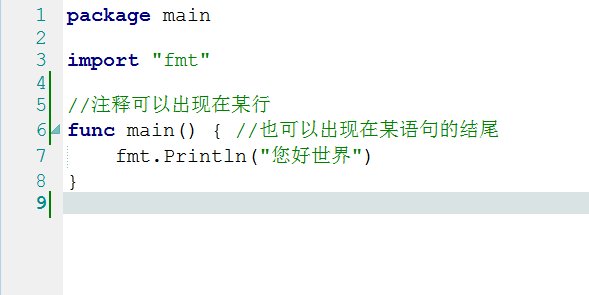 1 package main
2
3 import "fmt"
4
5 //注释可以出现在某行
6 func main() { //也可以出现在某语句的结尾
7     fmt.Println("您好世界")
8 }
9